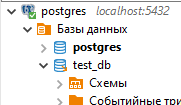 postgres localhost:5432
Базы данных
postgres
test_db
Схемы
Событийные три